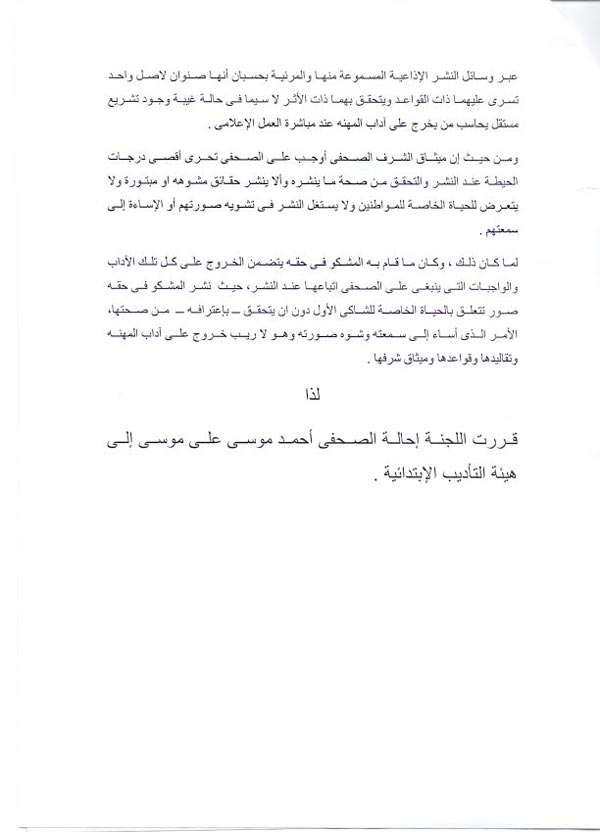 عبر وسائل النشر الإذاعية المسموعة منها والمرئية بحسبان أنها صنوان لاصل واحد
تسرى عليهما ذات القواعد ويتحقق بهما ذات الأثر لا سيما فى حالة غيبة وجود تشريع
مستقل يحاسب من يخرج على آداب المهنه عند مباشرة العمل الإعلامى .
ومن حيث إن ميثاق الشرف الصحفى أوجب على الصحفى تحرى أقصى درجات
الحيطة عند النشر والتحقق من صحة ما ينشره وألا ينشر حقائق مشوهه او مبتورة ولا
يتعرض للحياة الخاصة للمواطنين ولا يستغل النشر فى تشويه صورتهم أو الإساءة إلى
سمعتهم .
لما كان ذلك ، وكان ما قام به المشكو فى حقه يتضمن الخروج على كل تلك الآداب
والواجبات التى ينبغى على الصحفى اتباعها عند النشر، حيث نشر المشكو فى حقه
صور تتعلق بالحياة الخاصة للشاكى الأول دون ان يتحقق – بإعترافه – من صحتها،
الأمر الذى أساء إلى سمعته وشوه صورته وهو لا ريب خروج على آداب المهنه
وتقاليدها وقواعدها وميثاق شرفها .
لذا
قررت اللجنة إحالة الصحفى أحمد موسى على موسى إلى
هيئة التأديب الإبتدائية .